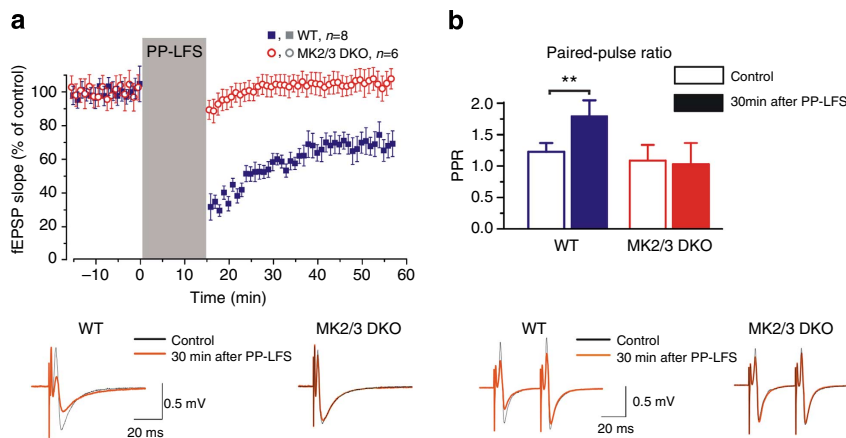 a
PP-LFS
, WT, n=8
, MK2/3 DKO, n=6
fEPSP slope (% of control)
100
80
60
40
20
0
−10 0 10 20 30 40 50 60
Time (min)
WT
Control
30 min after PP-LFS
MK2/3 DKO
0.5 mV
20 ms
b
Paired-pulse ratio
Control
30min after PP-LFS
**
PPR
2.0
1.5
1.0
0.5
0.0
WT MK2/3 DKO
WT
Control
30 min after PP-LFS
MK2/3 DKO
0.5 mV
20 ms